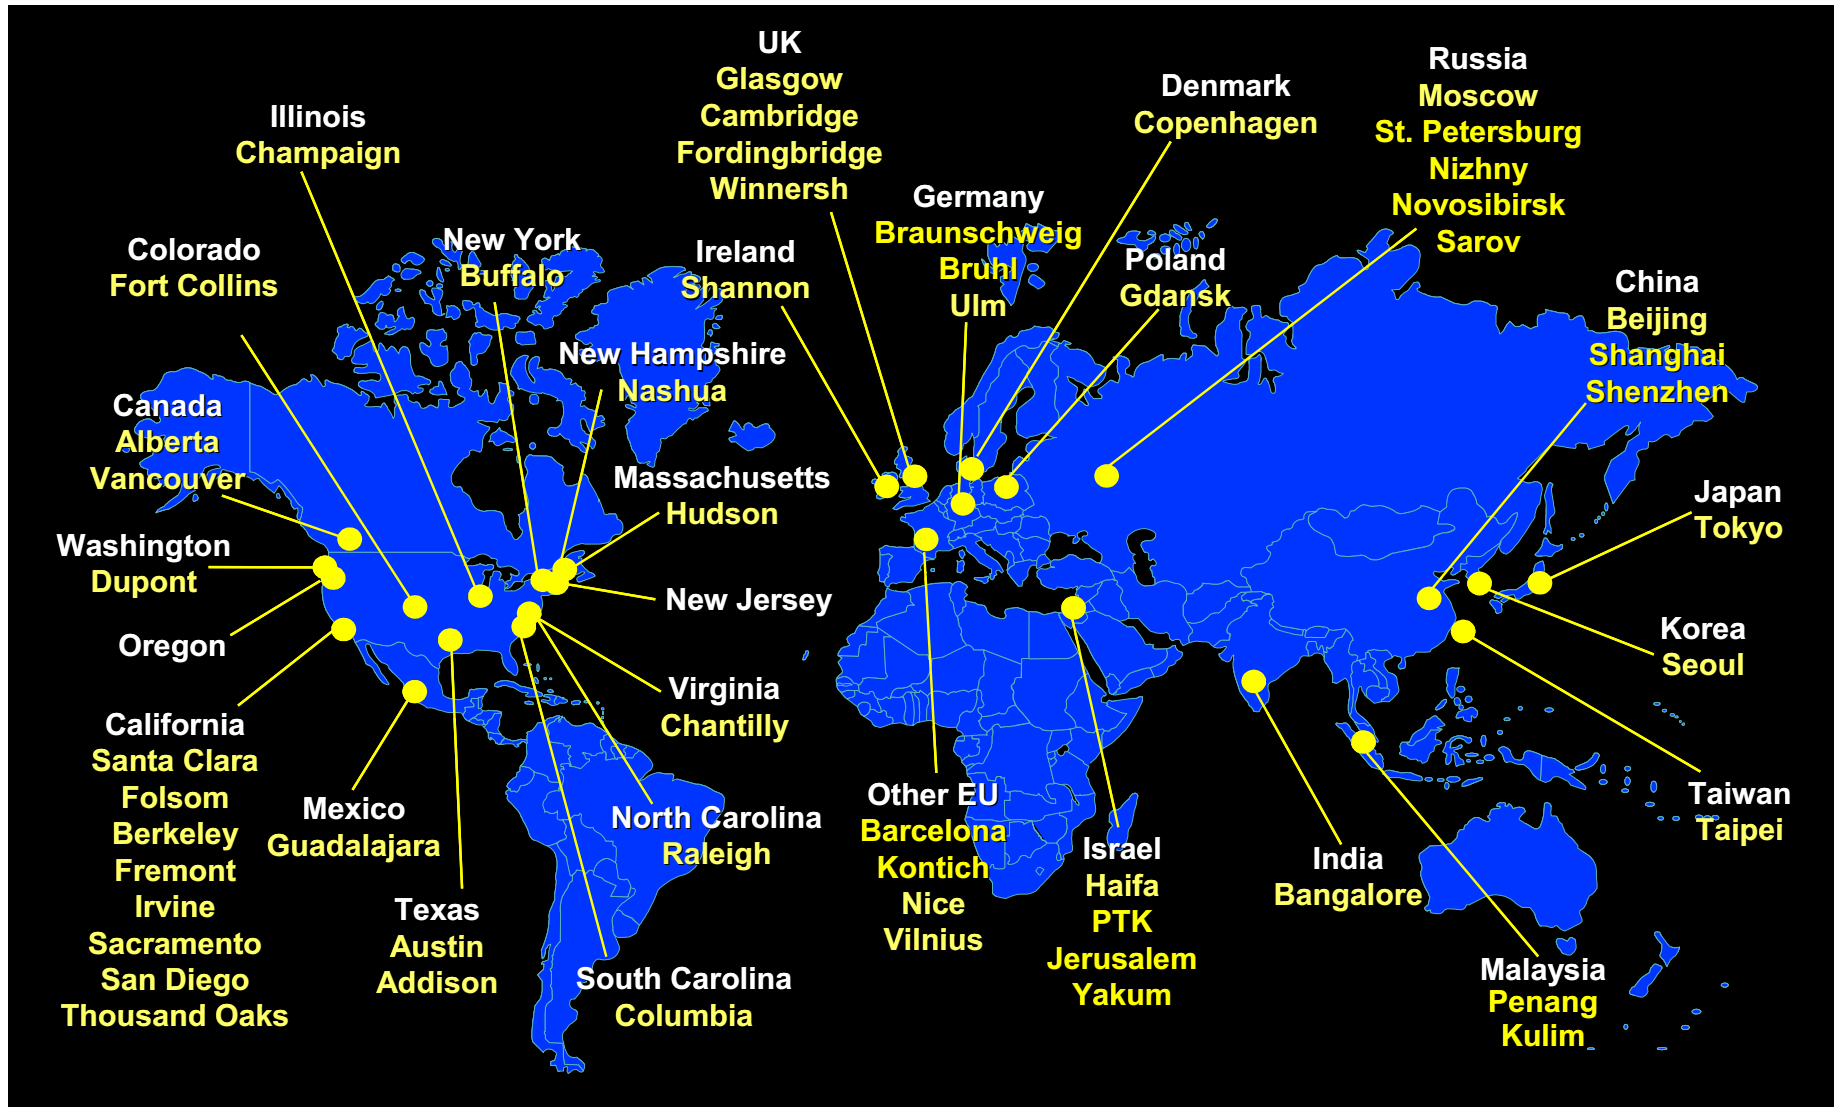 UK
Glasgow
Cambridge
Fordingbridge
Winnersh
Denmark
Copenhagen
Russia
Moscow
St. Petersburg
Nizhny
Novosibirsk
Sarov
Illinois
Champaign
Colorado
Fort Collins
New York
Buffalo
Ireland
Shannon
Germany
Braunschweig
Bruhl
Ulm
Poland
Gdansk
China
Beijing
Shanghai
Shenzhen
New Hampshire
Nashua
Canada
Alberta
Vancouver
Massachusetts
Hudson
Japan
Tokyo
Washington
Dupont
New Jersey
Oregon
Korea
Seoul
Virginia
Chantilly
California
Santa Clara
Folsom
Berkeley
Fremont
Irvine
Sacramento
San Diego
Thousand Oaks
Mexico
Guadalajara
North Carolina
Raleigh
Other EU
Barcelona
Kontich
Nice
Vilnius
Israel
Haifa
PTK
Jerusalem
Yakum
India
Bangalore
Taiwan
Taipei
Texas
Austin
Addison
South Carolina
Columbia
Malaysia
Penang
Kulim